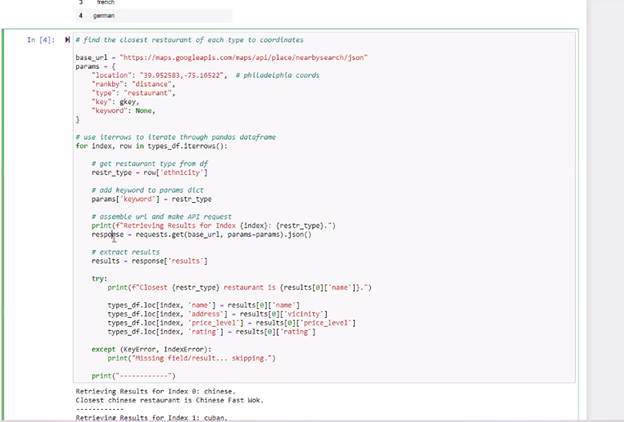 3 french
4 german
In [4]:
# find the closest restaurant of each type to coordinates
base_url = "https://maps.googleapis.com/maps/api/place/nearbysearch/json"
params = {
"location": "39.952583,-75.16522", # philadelphia coords
"rankby": "distance",
"type": "restaurant",
"key": gkey,
"keyword": None,
}
# use iterrows to iterate through pandas dataframe
for index, row in types_df.iterrows():
# get restaurant type from df
restr_type = row['ethnicity']
# add keyword to params dict
params['keyword'] = restr_type
# assemble url and make API request
print(f"Retrieving Results for Index {index}: {restr_type}.")
response = requests.get(base_url, params=params).json()
# extract results
results = response['results']
try:
print(f"Closest {restr_type} restaurant is {results[0]['name']}.")
types_df.loc[index, 'name'] = results[0]['name']
types_df.loc[index, 'address'] = results[0]['vicinity']
types_df.loc[index, 'price_level'] = results[0]['price_level']
types_df.loc[index, 'rating'] = results[0]['rating']
except (KeyError, IndexError):
print("Missing field/result... skipping.")
print("------------")
Retrieving Results for Index 0: chinese.
Closest chinese restaurant is Chinese Fast Wok.
------------
Retrieving Results for Index 1: cuban.